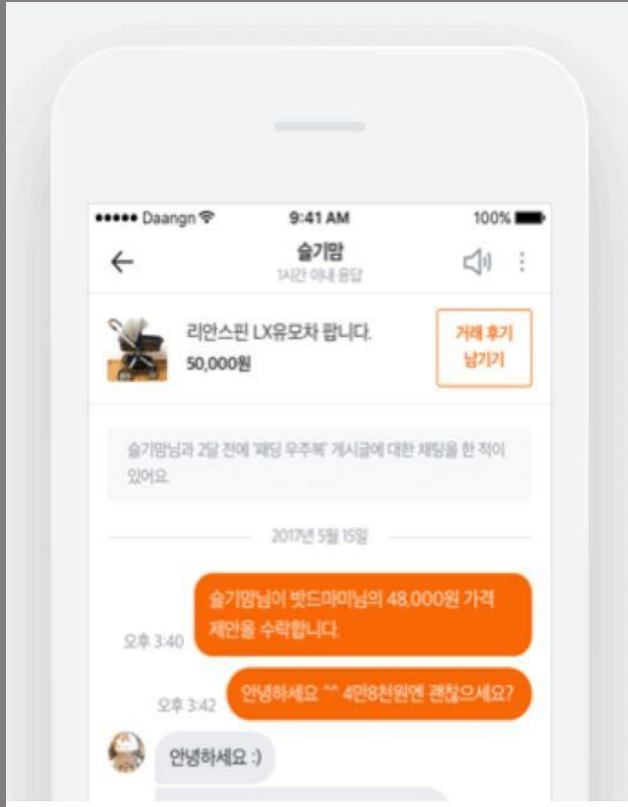 ●●●●● Daangn 9:41 AM 100%
슬기맘
1시간 이내 응답
리안스핀 LX유모차 팝니다.
50,000원
거래 후기
남기기
슬기맘님과 2달 전에 '패딩 우주복' 게시글에 대한 채팅을 한 적이
있어요.
2017년 5월 15일
슬기맘님이 밧드마미님의 48,000원 가격
제안을 수락합니다.
오후 3:40
안녕하세요 ^^ 4만8천원엔 괜찮으세요?
오후 3:42
안녕하세요 :)